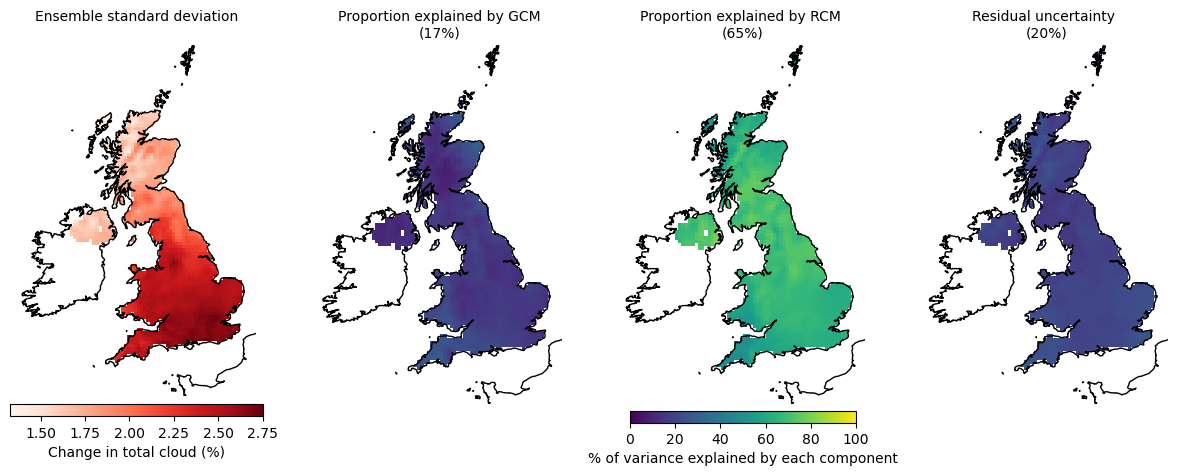 Ensemble standard deviation
Proportion explained by GCM
(17%)
Proportion explained by RCM
(65%)
Residual uncertainty
(20%)
1.50 1.75 2.00 2.25 2.50 2.75
Change in total cloud (%)
0 20 40 60 80 100
% of variance explained by each component